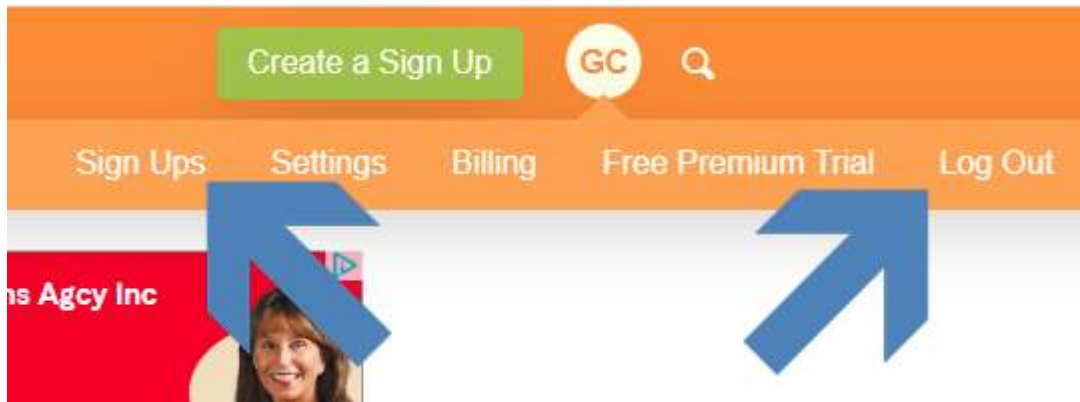 Create a Sign Up GC
Sign Ups Settings Billing Free Premium Trial Log Out
ns Agcy Inc